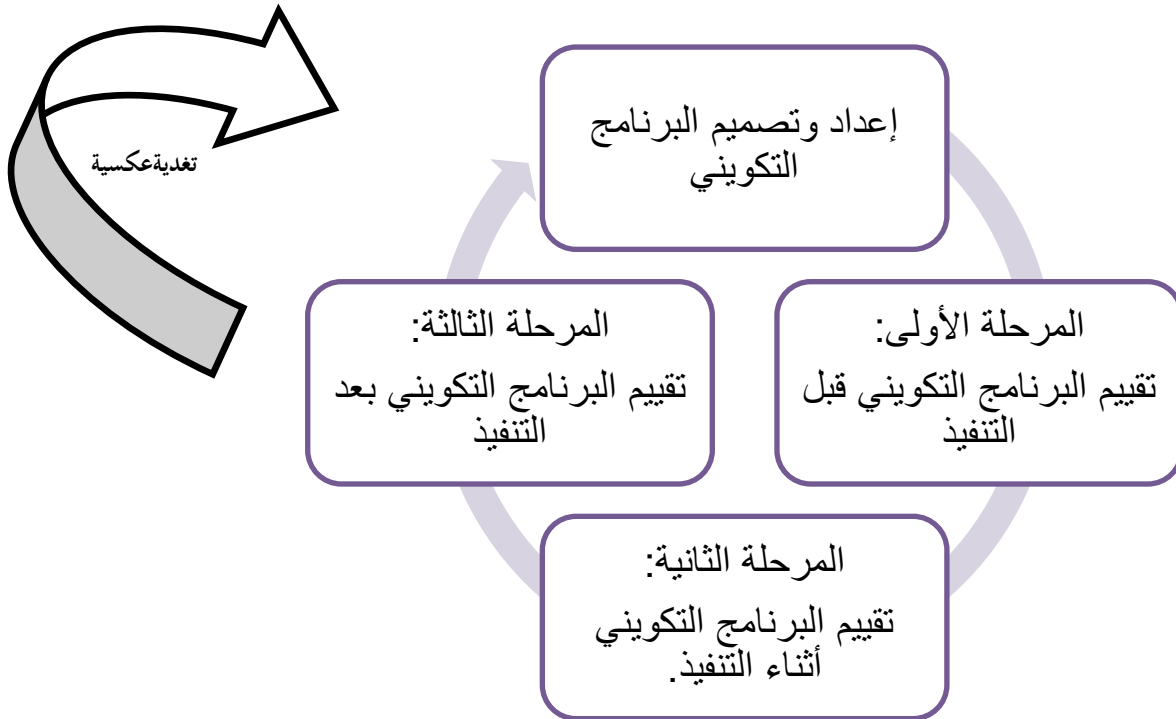 إعداد وتصميم البرنامج
التكويني
تغديةعكسية
المرحلة الأولى:
تقييم البرنامج التكويني قبل
التنفيذ
المرحلة الثانية:
تقييم البرنامج التكويني
أثناء التنفيذ.
المرحلة الثالثة:
تقييم البرنامج التكويني بعد
التنفيذ